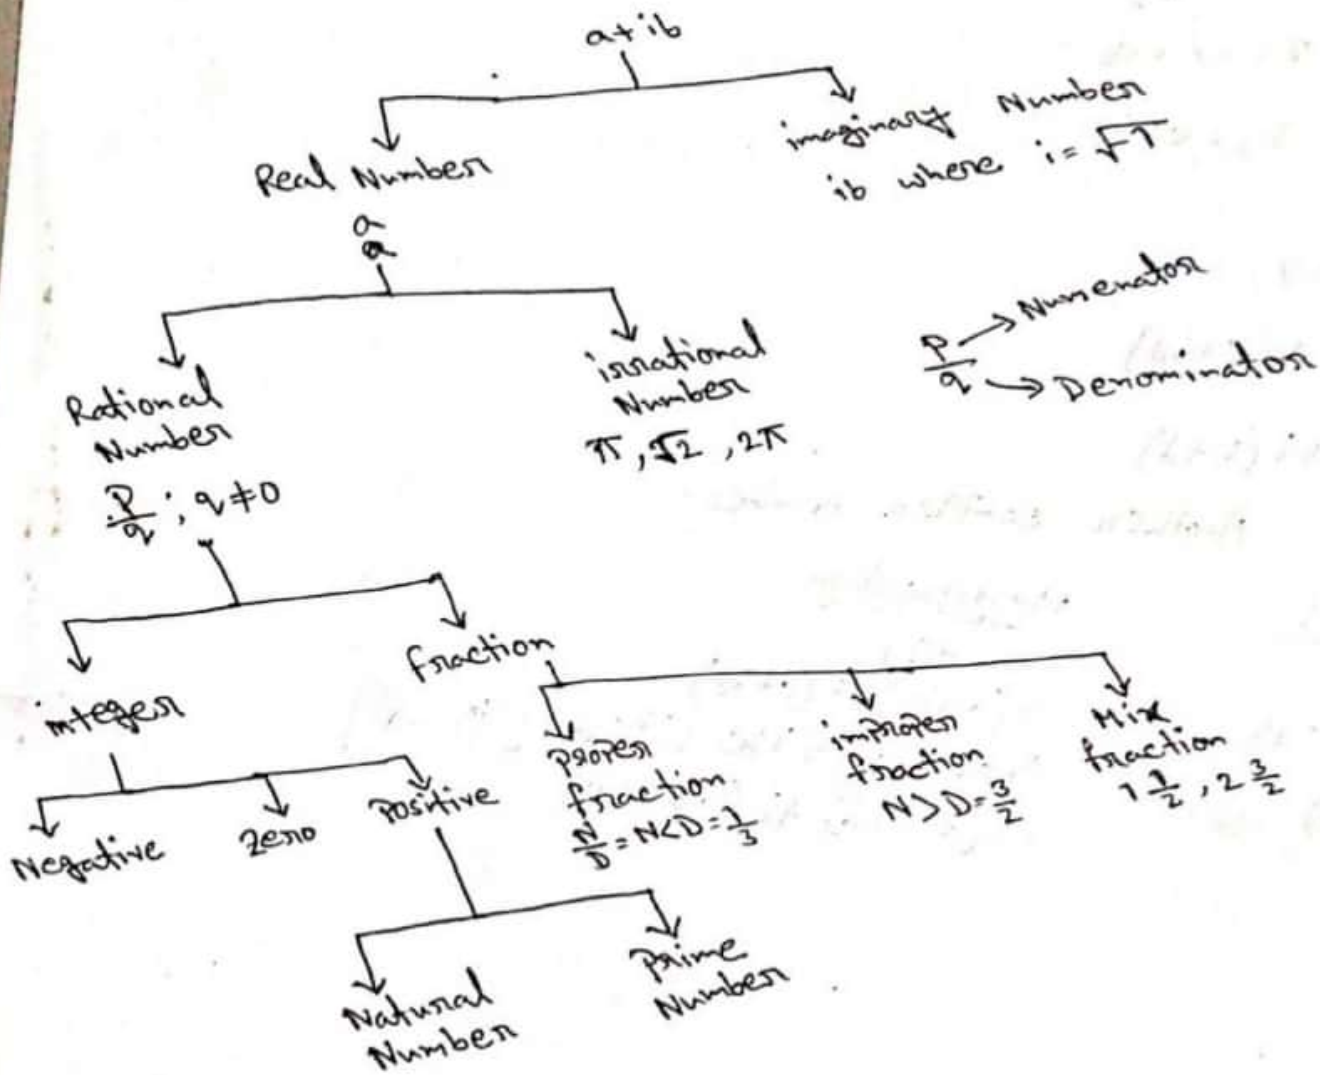 a+ib
Real Number
imaginary Number
ib where i = √-1
a
a
Rational
Number
p/q ; q≠0
irrational
Number
π, √2, 2π
p/q → Numerator
→ Denominator
integer
fraction
Negative
Zero
Positive
Proper
fraction
N/D = N<D = 1/3
improper
fraction
N>D = 3/2
Mix
fraction
1 1/2, 2 3/2
Natural
Number
Prime
Number